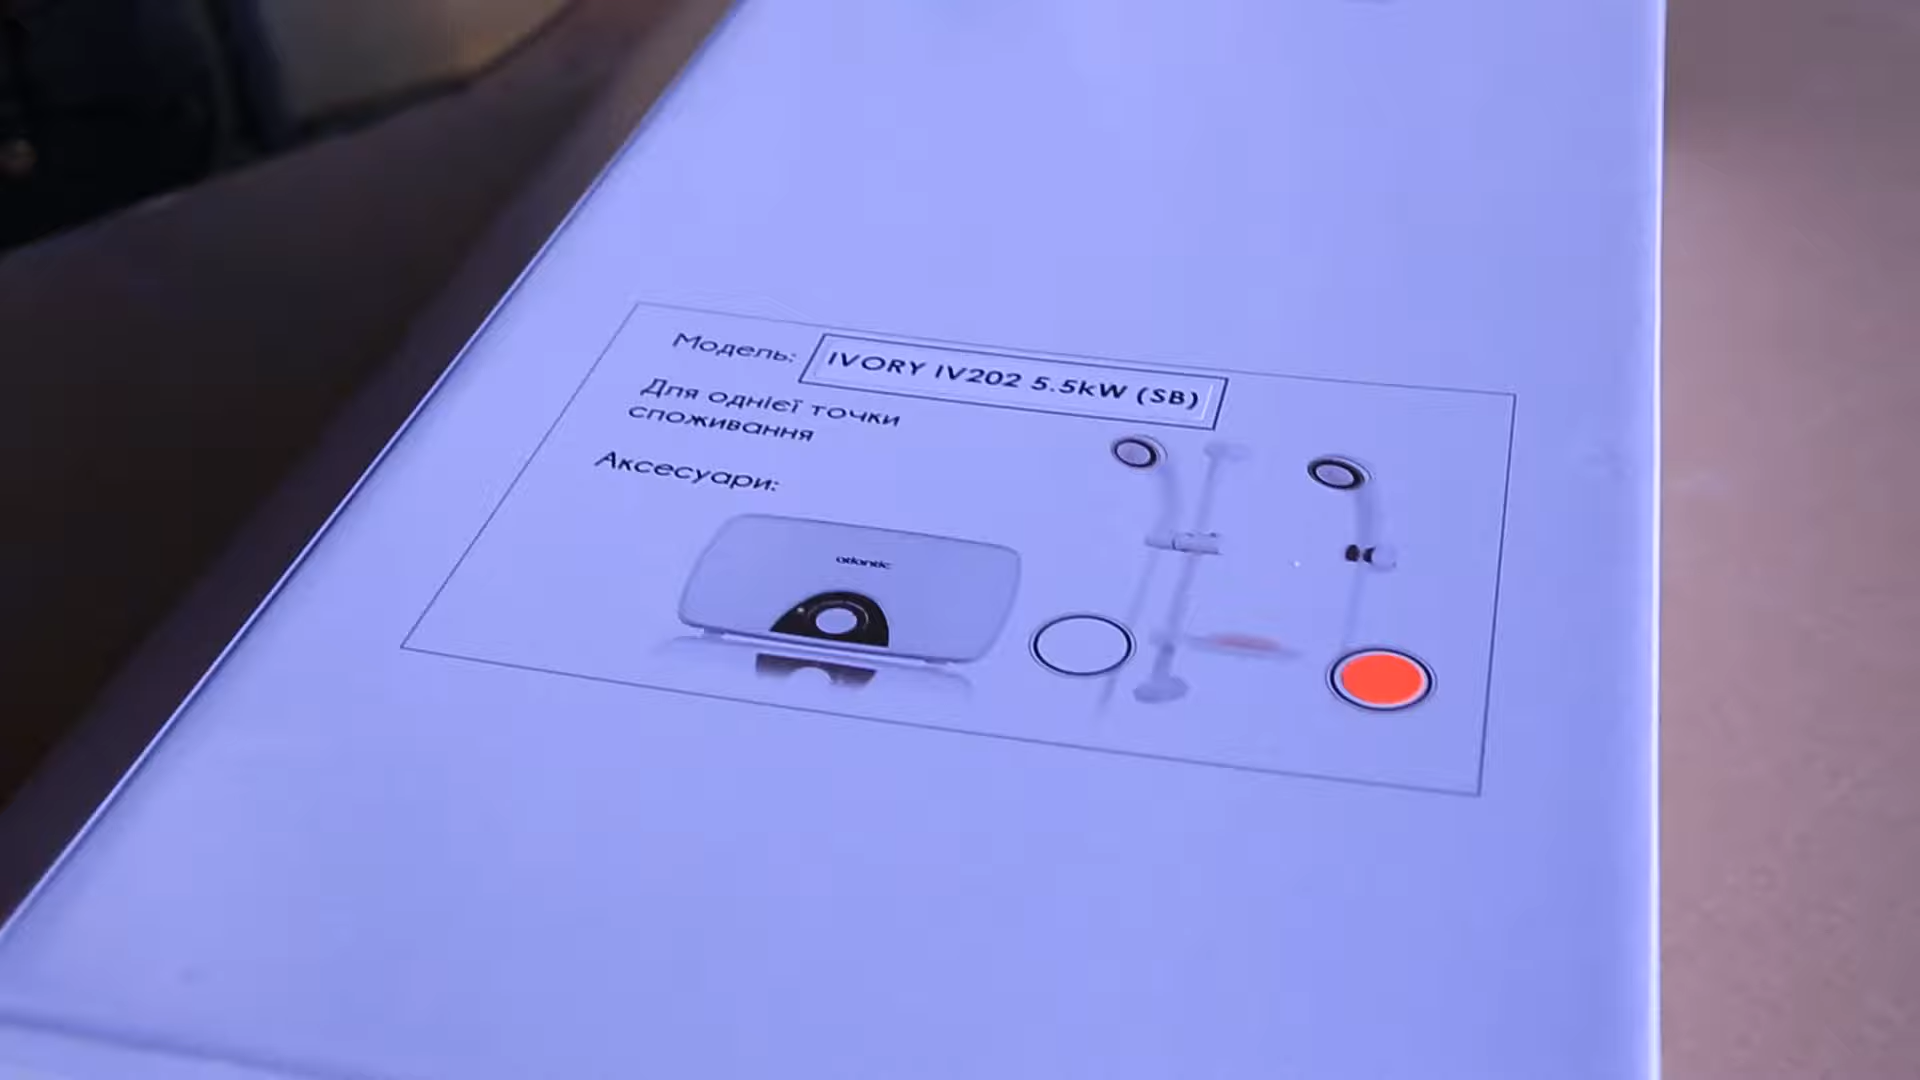 Модель: IVORY IV202 5.5kW (SB)
Для однієї точки
споживання
Аксесуари:
atlantic